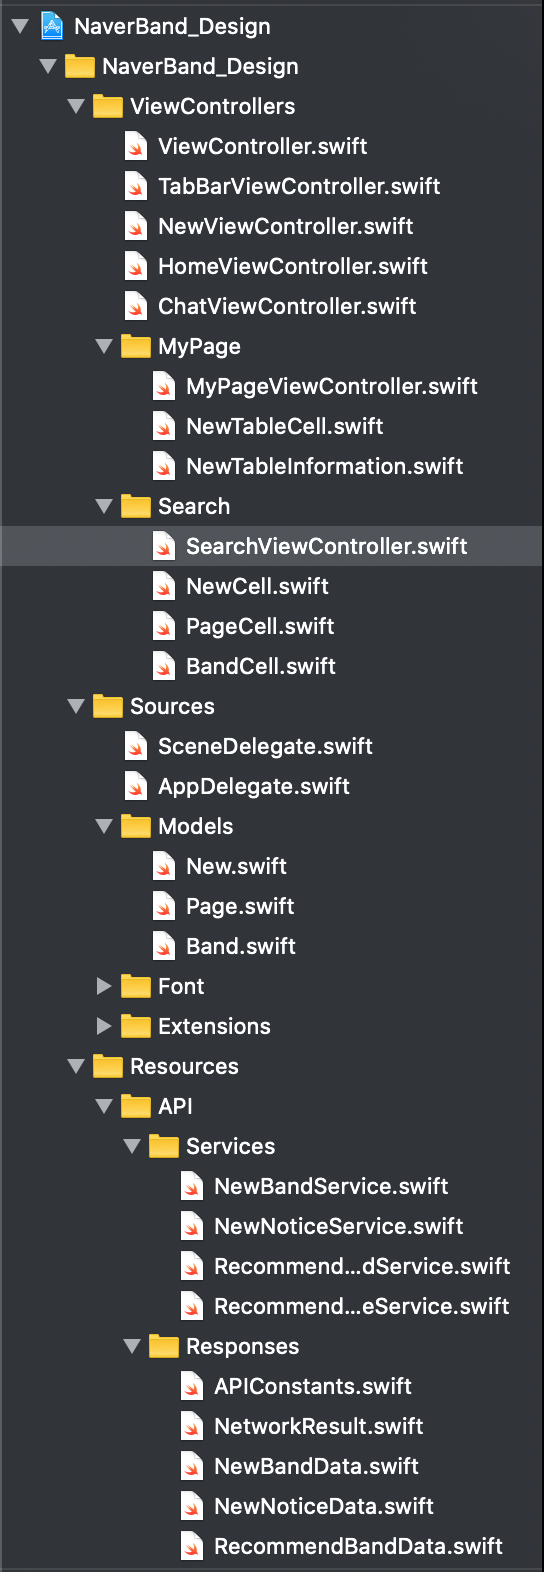 NaverBand_Design
NaverBand_Design
ViewControllers
ViewController.swift
TabBarViewController.swift
NewViewController.swift
HomeViewController.swift
ChatViewController.swift
MyPage
MyPageViewController.swift
NewTableCell.swift
NewTableInformation.swift
Search
SearchViewController.swift
NewCell.swift
PageCell.swift
BandCell.swift
Sources
SceneDelegate.swift
AppDelegate.swift
Models
New.swift
Page.swift
Band.swift
Font
Extensions
Resources
API
Services
NewBandService.swift
NewNoticeService.swift
Recommend...dService.swift
Recommend...eService.swift
Responses
APIConstants.swift
NetworkResult.swift
NewBandData.swift
NewNoticeData.swift
RecommendBandData.swift